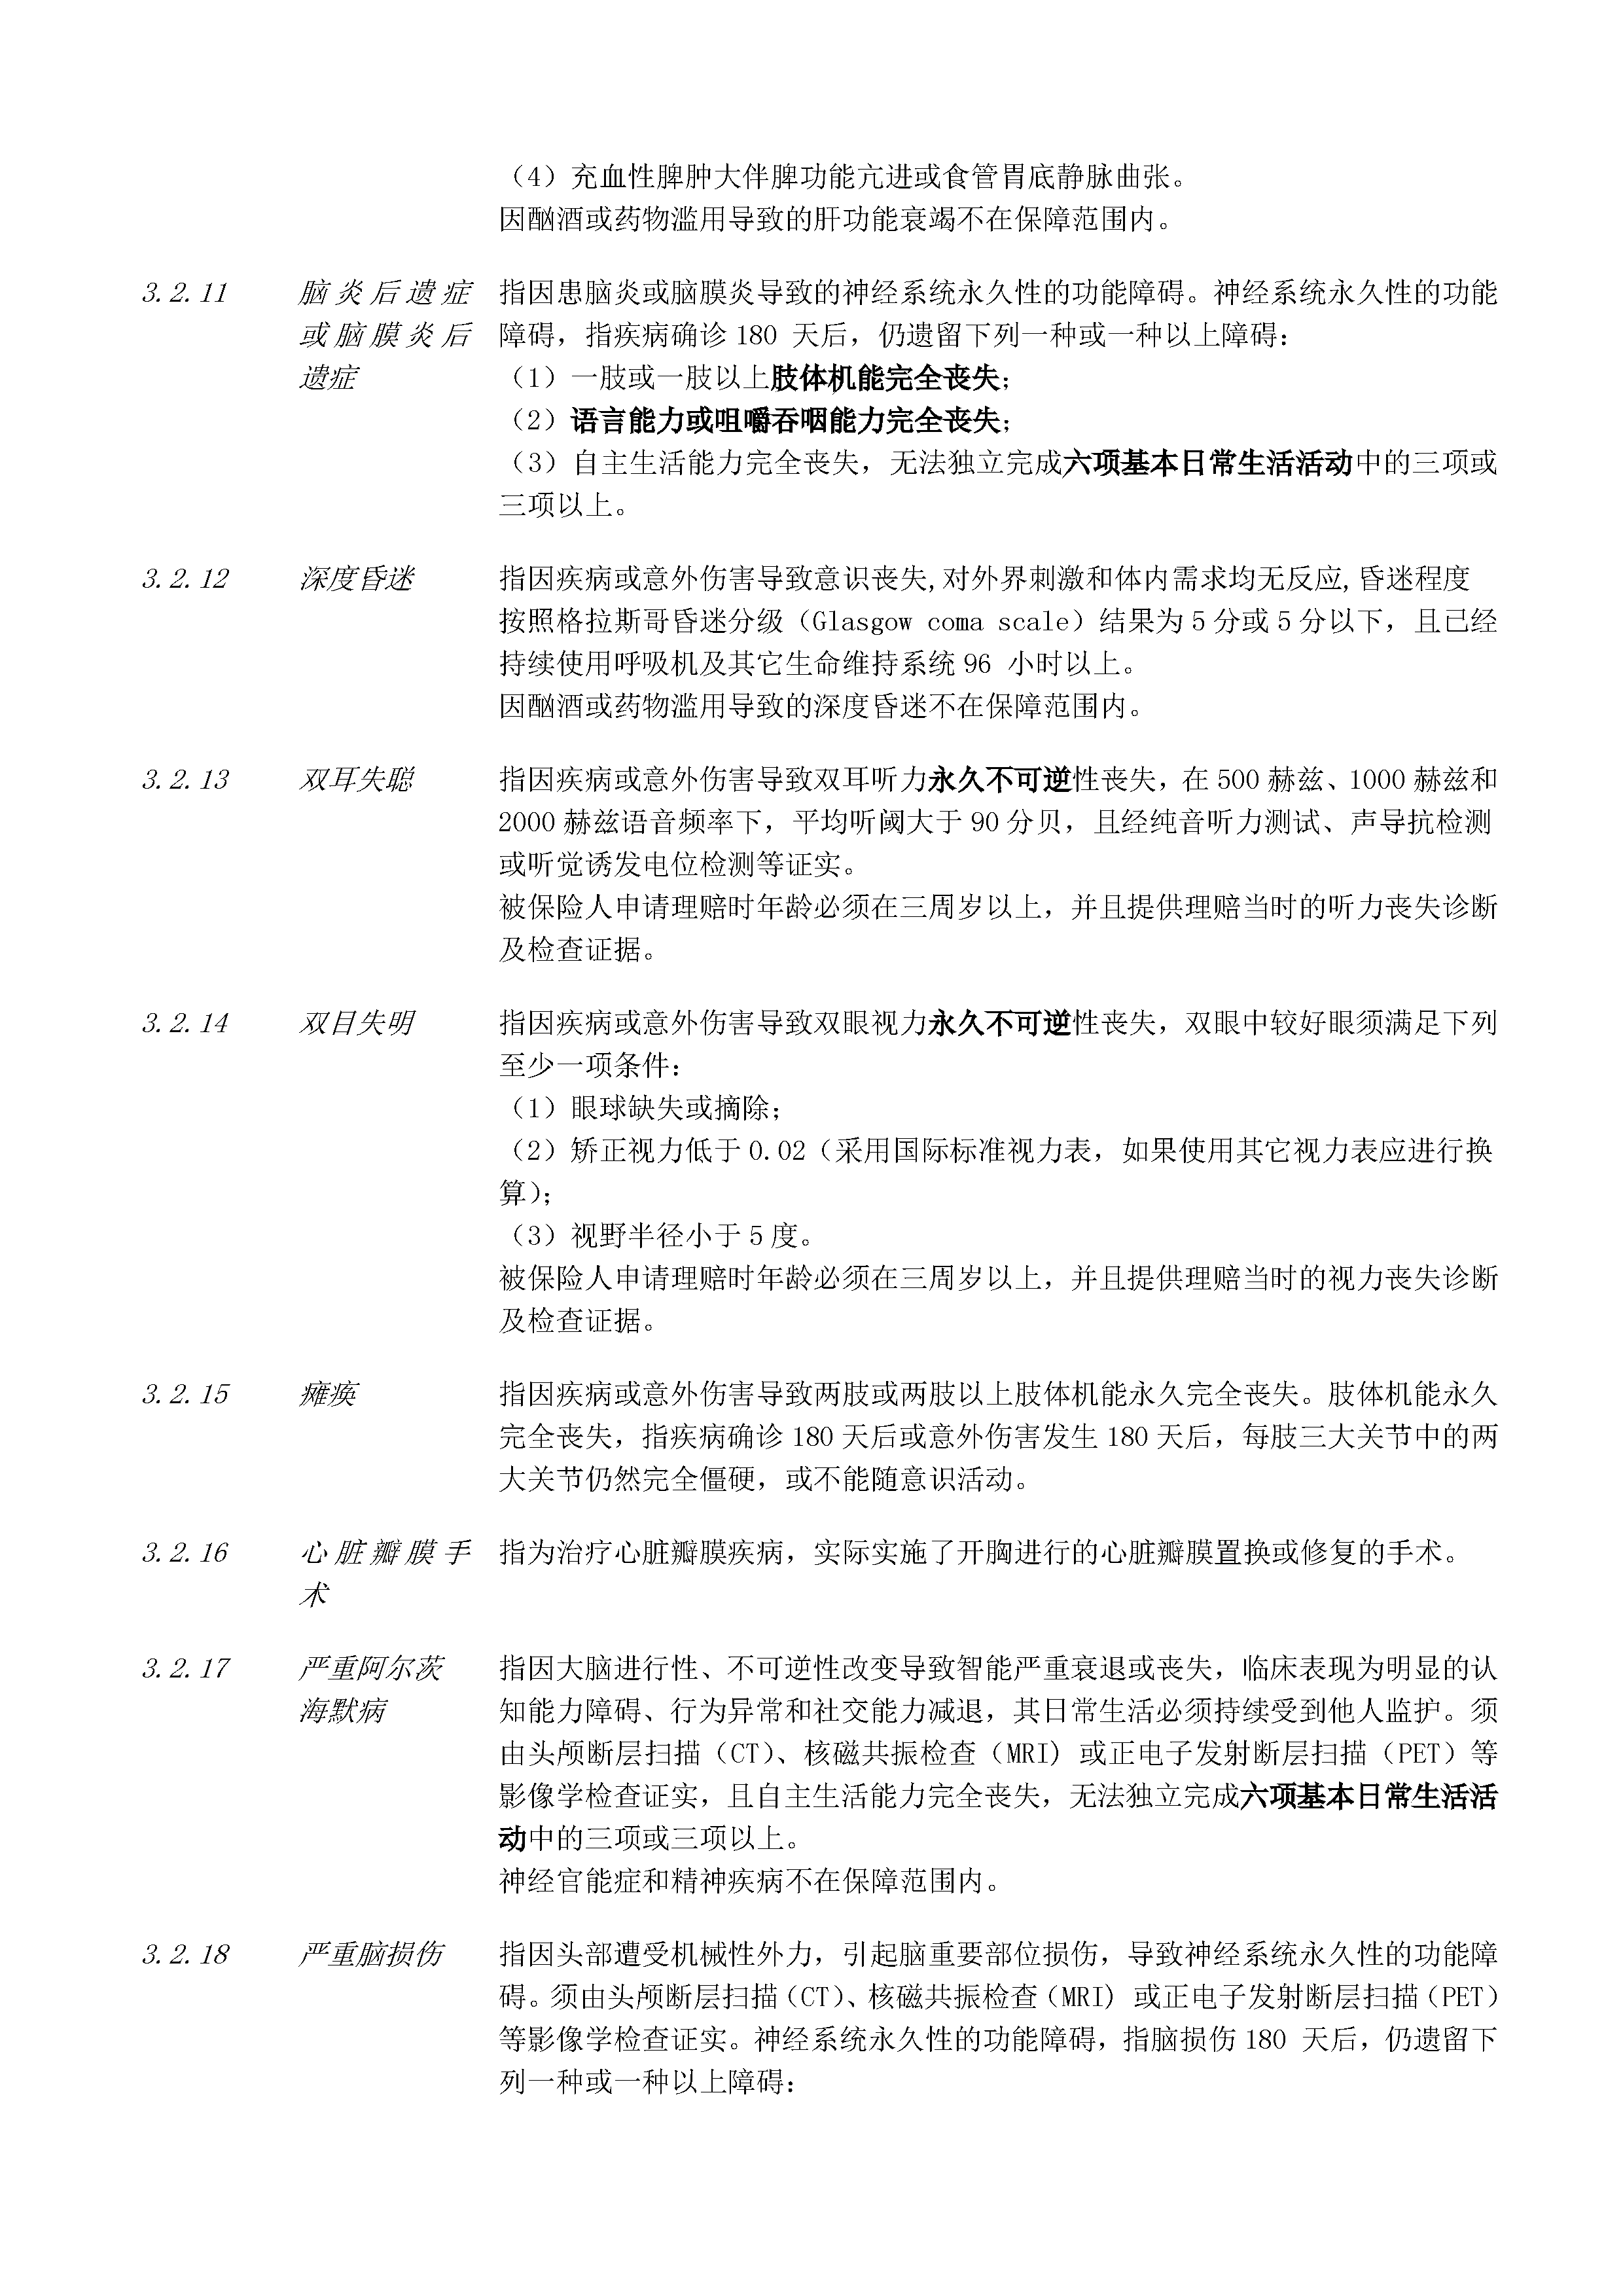 （4）充血性脾肿大伴脾功能亢进或食管胃底静脉曲张。
因酗酒或药物滥用导致的肝功能衰竭不在保障范围内。
3.2.11 脑炎后遗症 指因患脑炎或脑膜炎导致的神经系统永久性的功能障碍。神经系统永久性的功能
或脑膜炎后 障碍，指疾病确诊180 天后，仍遗留下列一种或一种以上障碍：
遗症 （1）一肢或一肢以上肢体机能完全丧失；
（2）语言能力或咀嚼吞咽能力完全丧失；
（3）自主生活能力完全丧失，无法独立完成六项基本日常生活活动中的三项或
三项以上。
3.2.12 深度昏迷 指因疾病或意外伤害导致意识丧失,对外界刺激和体内需求均无反应,昏迷程度
按照格拉斯哥昏迷分级（Glasgow coma scale）结果为5分或5分以下，且已经
持续使用呼吸机及其它生命维持系统96 小时以上。
因酗酒或药物滥用导致的深度昏迷不在保障范围内。
3.2.13 双耳失聪 指因疾病或意外伤害导致双耳听力永久不可逆性丧失，在500赫兹、1000赫兹和
2000赫兹语音频率下，平均听阈大于90分贝，且经纯音听力测试、声导抗检测
或听觉诱发电位检测等证实。
被保险人申请理赔时年龄必须在三周岁以上，并且提供理赔当时的听力丧失诊断
及检查证据。
3.2.14 双目失明 指因疾病或意外伤害导致双眼视力永久不可逆性丧失，双眼中较好眼须满足下列
至少一项条件：
（1）眼球缺失或摘除；
（2）矫正视力低于0.02（采用国际标准视力表，如果使用其它视力表应进行换
算）；
（3）视野半径小于5度。
被保险人申请理赔时年龄必须在三周岁以上，并且提供理赔当时的视力丧失诊断
及检查证据。
3.2.15 瘫痪 指因疾病或意外伤害导致两肢或两肢以上肢体机能永久完全丧失。肢体机能永久
完全丧失，指疾病确诊180天后或意外伤害发生180天后，每肢三大关节中的两
大关节仍然完全僵硬，或不能随意识活动。
3.2.16 心脏瓣膜手 指为治疗心脏瓣膜疾病，实际实施了开胸进行的心脏瓣膜置换或修复的手术。
术
3.2.17 严重阿尔茨 指因大脑进行性、不可逆性改变导致智能严重衰退或丧失，临床表现为明显的认
海默病 知能力障碍、行为异常和社交能力减退，其日常生活必须持续受到他人监护。须
由头颅断层扫描（CT）、核磁共振检查（MRI) 或正电子发射断层扫描（PET）等
影像学检查证实，且自主生活能力完全丧失，无法独立完成六项基本日常生活活
动中的三项或三项以上。
神经官能症和精神疾病不在保障范围内。
3.2.18 严重脑损伤 指因头部遭受机械性外力，引起脑重要部位损伤，导致神经系统永久性的功能障
碍。须由头颅断层扫描（CT）、核磁共振检查（MRI) 或正电子发射断层扫描（PET）
等影像学检查证实。神经系统永久性的功能障碍，指脑损伤180 天后，仍遗留下
列一种或一种以上障碍：